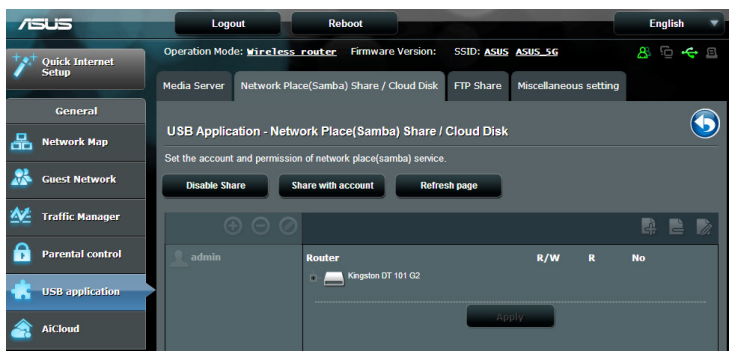 ASUS
Logout
Reboot
English
Quick Internet
Setup
Operation Mode: Wireless router Firmware Version: SSID: ASUS ASUS_5G
Media Server
Network Place(Samba) Share / Cloud Disk
FTP Share
Miscellaneous setting
General
Network Map
Guest Network
Traffic Manager
Parental control
USB application
AiCloud
USB Application - Network Place(Samba) Share / Cloud Disk
Set the account and permission of network place(samba) service.
Disable Share
Share with account
Refresh page
admin
Router
R/W
R
No
Kingston DT 101 G2
Apply